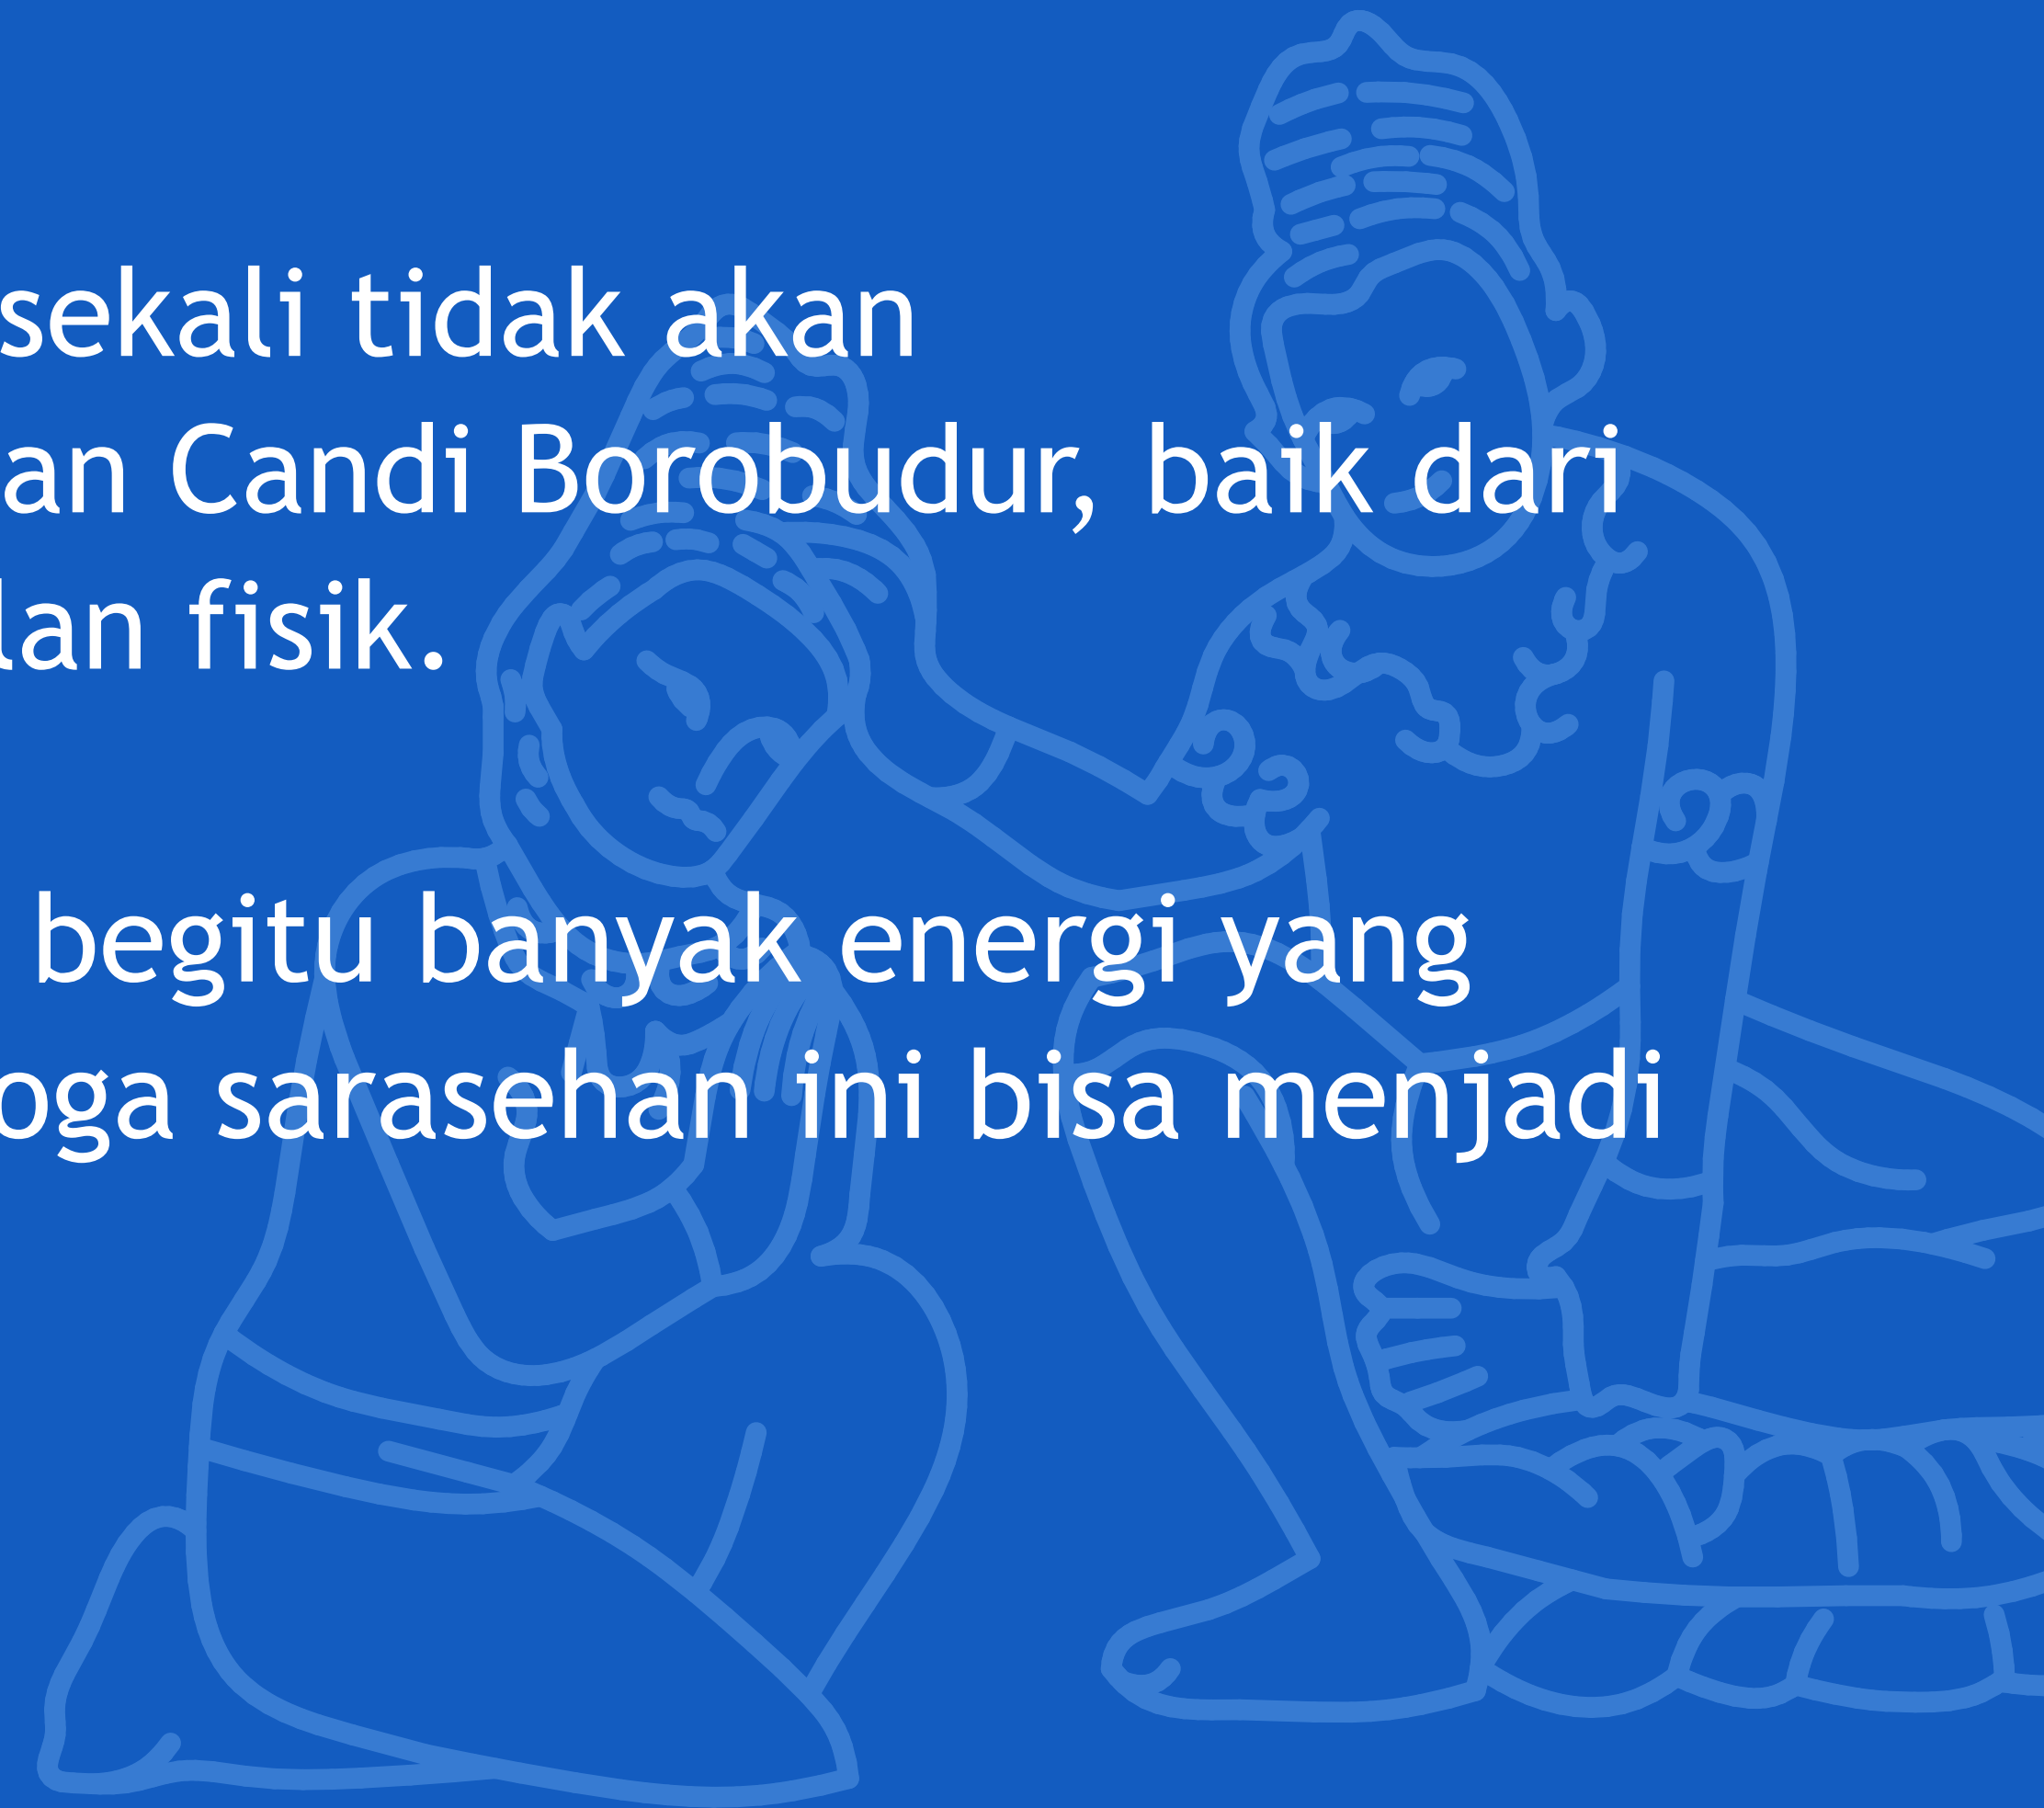 sekali tidak akan
an Candi Borobudur, baik dari
lan fisik.
begitu banyak energi yang
oga sarasehan ini bisa menjadi